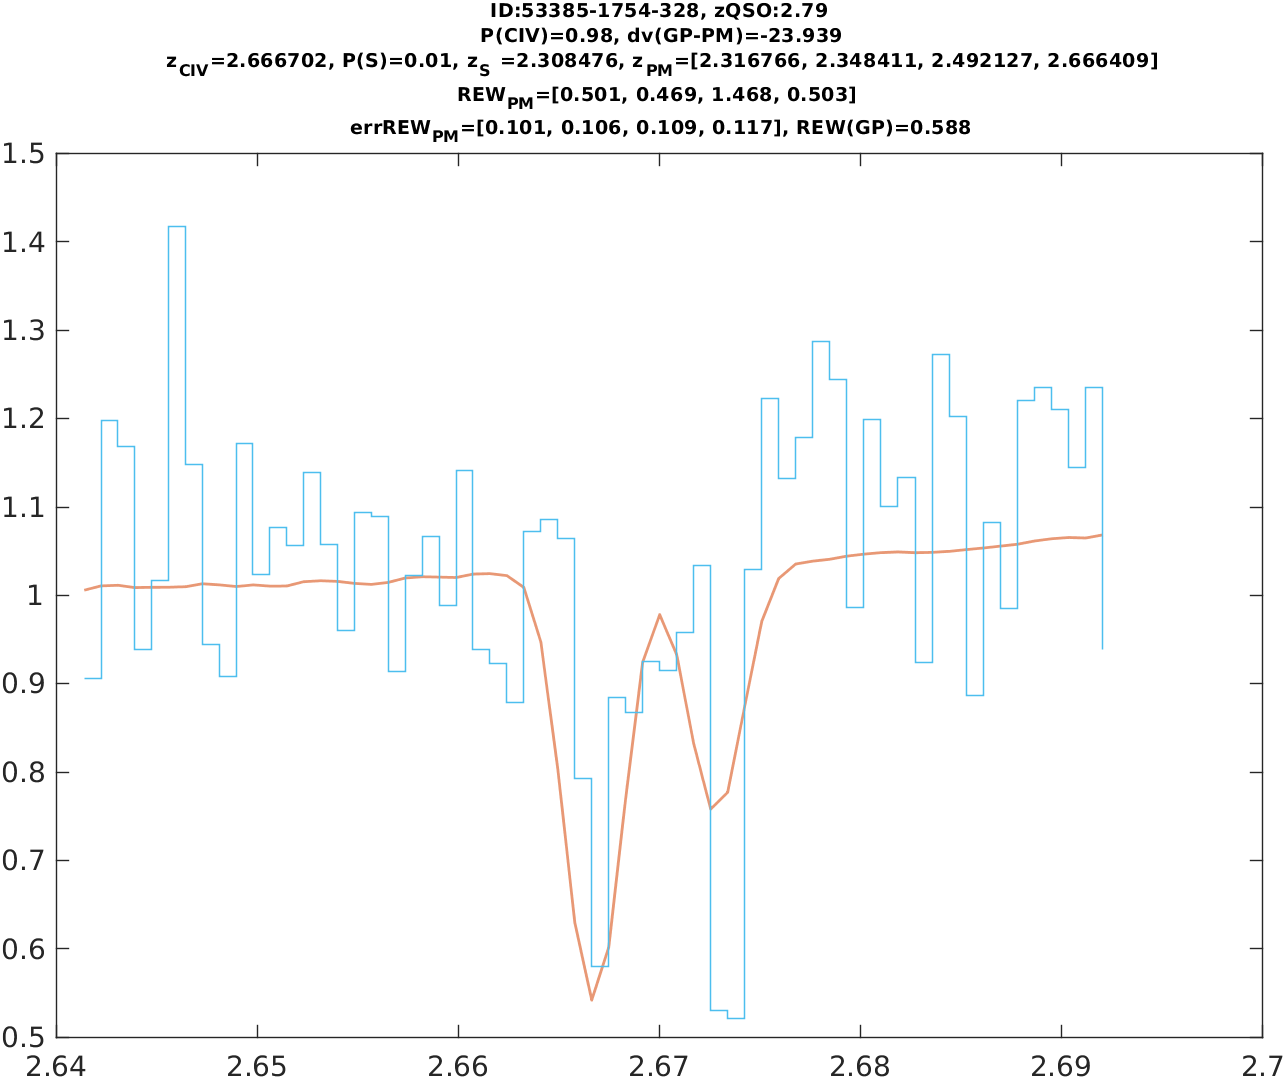 ID:53385-1754-328, zQSO:2.79
P(CIV)=0.98, dv(GP-PM)=-23.939
zCIV=2.666702, P(S)=0.01, zS =2.308476, zPM=[2.316766, 2.348411, 2.492127, 2.666409]
REWPM=[0.501, 0.469, 1.468, 0.503]
errREWPM=[0.101, 0.106, 0.109, 0.117], REW(GP)=0.588
1.5
1.4
1.3
1.2
1.1
1
0.9
0.8
0.7
0.6
0.5
2.64 2.65 2.66 2.67 2.68 2.69 2.7